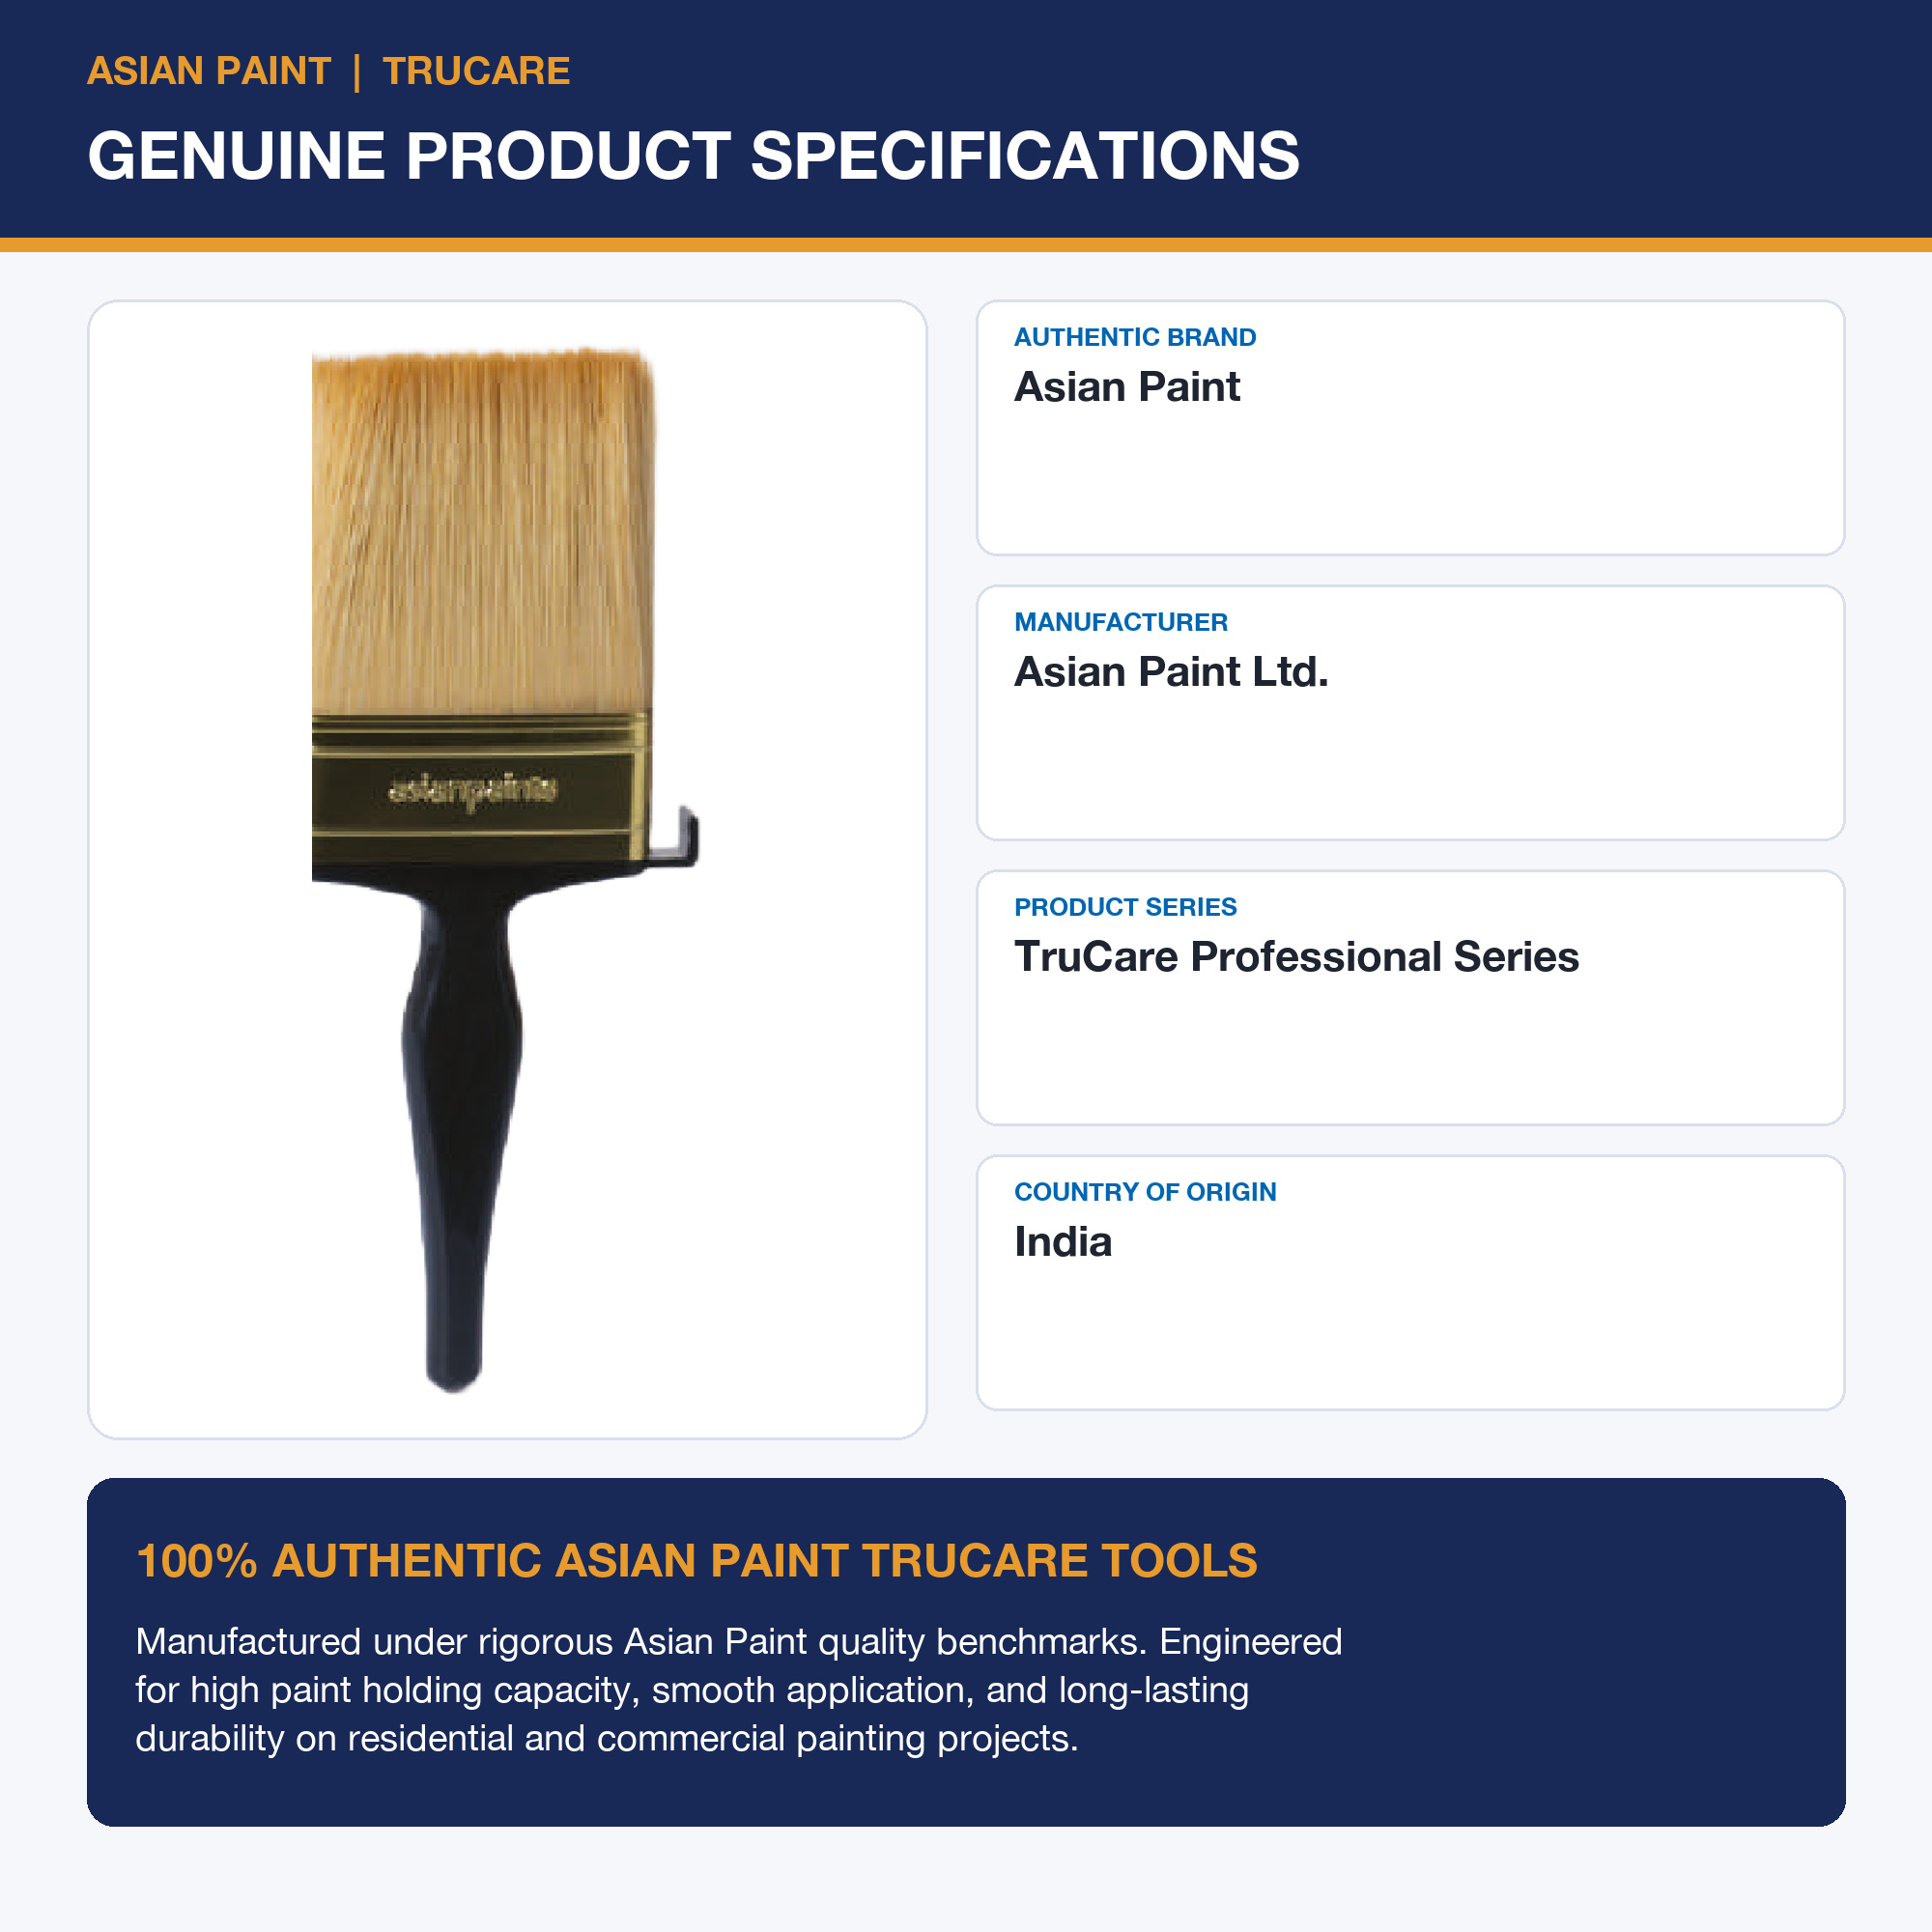 ASIAN PAINT | TRUCARE
GENUINE PRODUCT SPECIFICATIONS
asianpaints
AUTHENTIC BRAND
Asian Paint
MANUFACTURER
Asian Paint Ltd.
PRODUCT SERIES
TruCare Professional Series
COUNTRY OF ORIGIN
India
100% AUTHENTIC ASIAN PAINT TRUCARE TOOLS
Manufactured under rigorous Asian Paint quality benchmarks. Engineered
for high paint holding capacity, smooth application, and long-lasting
durability on residential and commercial painting projects.